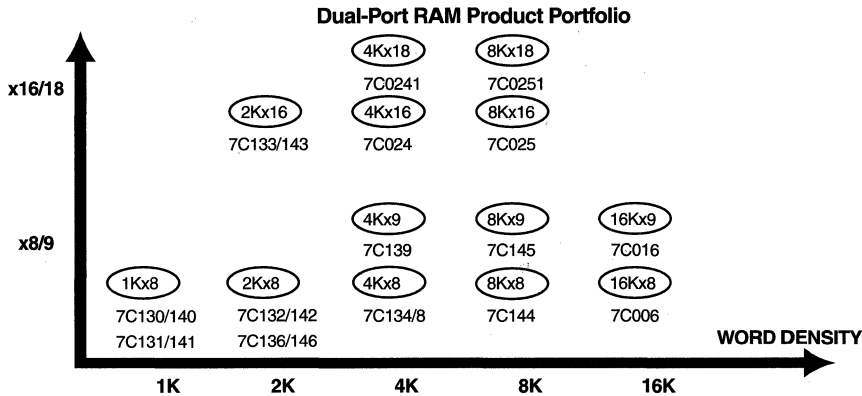 Dual-Port RAM Product Portfolio
4Kx18 8Kx18
x16/18
7C0241 7C0251
2Kx16 4Kx16 8Kx16
7C133/143 7C024 7C025
4Kx9 8Kx9 16Kx9
x8/9
7C139 7C145 7C016
1Kx8 2Kx8 4Kx8 8Kx8 16Kx8
7C130/140 7C132/142 7C134/8 7C144 7C006
7C131/141 7C136/146
WORD DENSITY
1K 2K 4K 8K 16K